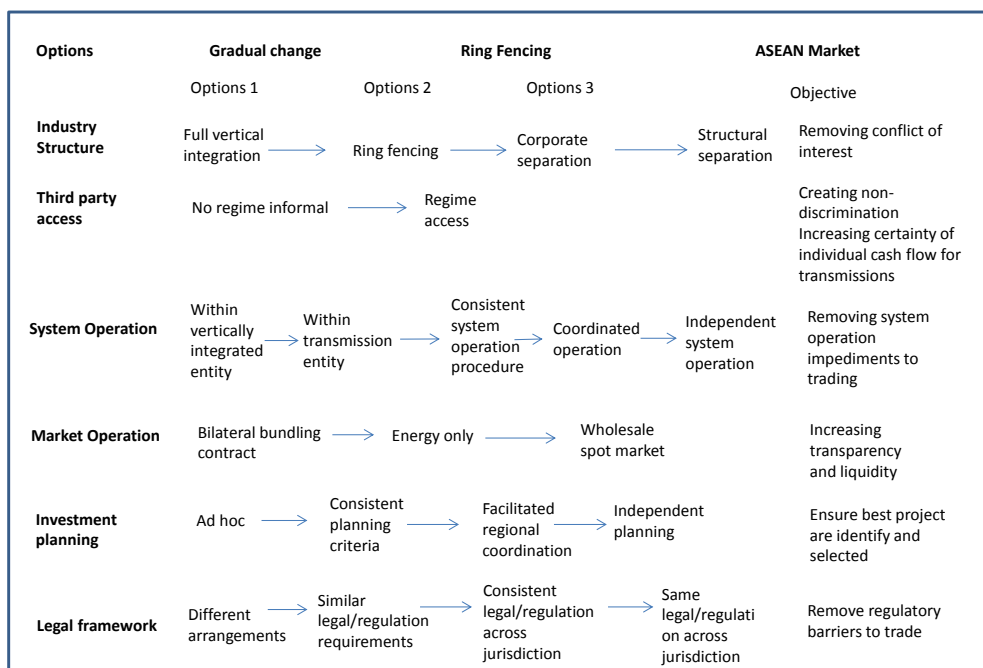 Options Gradual change Ring Fencing ASEAN Market
Options 1 Options 2 Options 3 Objective
Industry
Structure
Full vertical
integration
Ring fencing
Corporate
separation
Structural
separation
Removing conflict of
interest
Third party
access
No regime informal
Regime
access
Creating non-
discrimination
Increasing certainty of
individual cash flow for
transmissions
System Operation
Within
vertically
integrated
entity
Within
transmission
entity
Consistent
system
operation
procedure
Coordinated
operation
Independent
system
operation
Removing system
operation
impediments to
trading
Market Operation
Bilateral bundling
contract
Energy only
Wholesale
spot market
Increasing
transparency
and liquidity
Investment
planning
Ad hoc
Consistent
planning
criteria
Facilitated
regional
coordination
Independent
planning
Ensure best project
are identify and
selected
Legal framework
Different
arrangements
Similar
legal/regulation
requirements
Consistent
legal/regulation
across
jurisdiction
Same
legal/regulati
on across
jurisdiction
Remove regulatory
barriers to trade